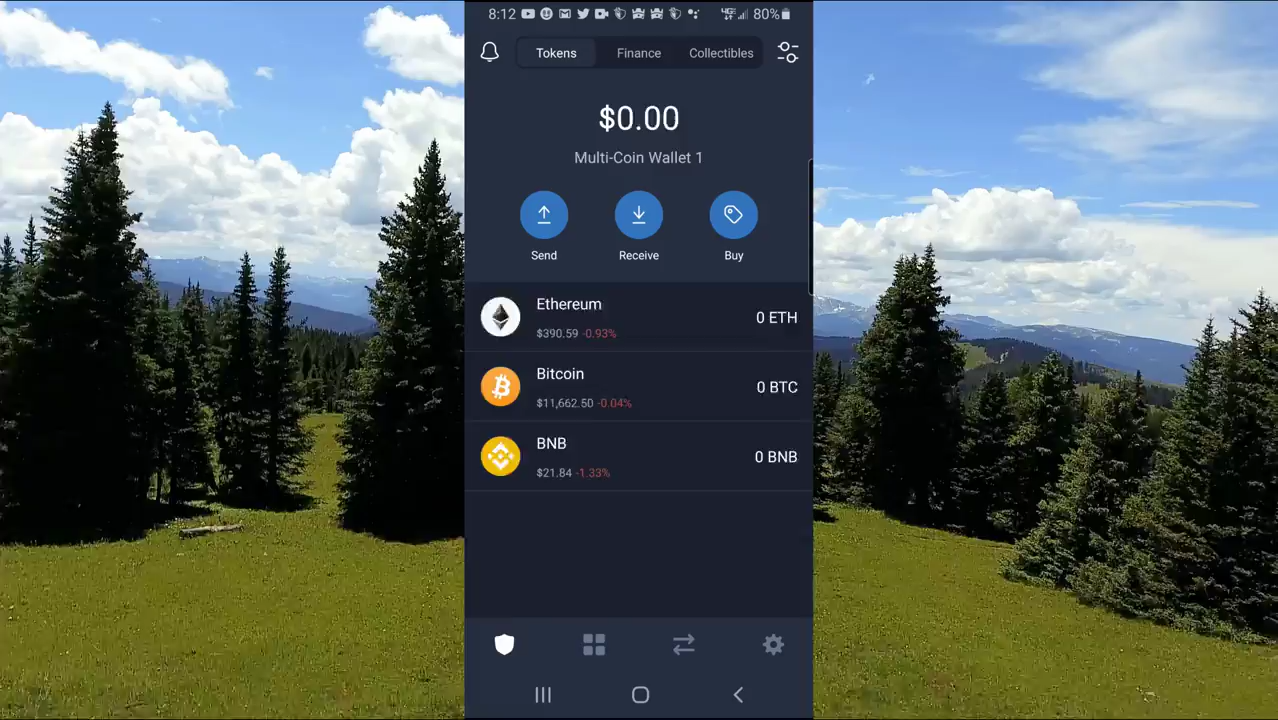 8:12 80%
Tokens Finance Collectibles
$0.00
Multi-Coin Wallet 1
Send Receive Buy
Ethereum
$390.59 -0.93%
0 ETH
Bitcoin
$11,662.50 -0.04%
0 BTC
BNB
$21.84 -1.33%
0 BNB